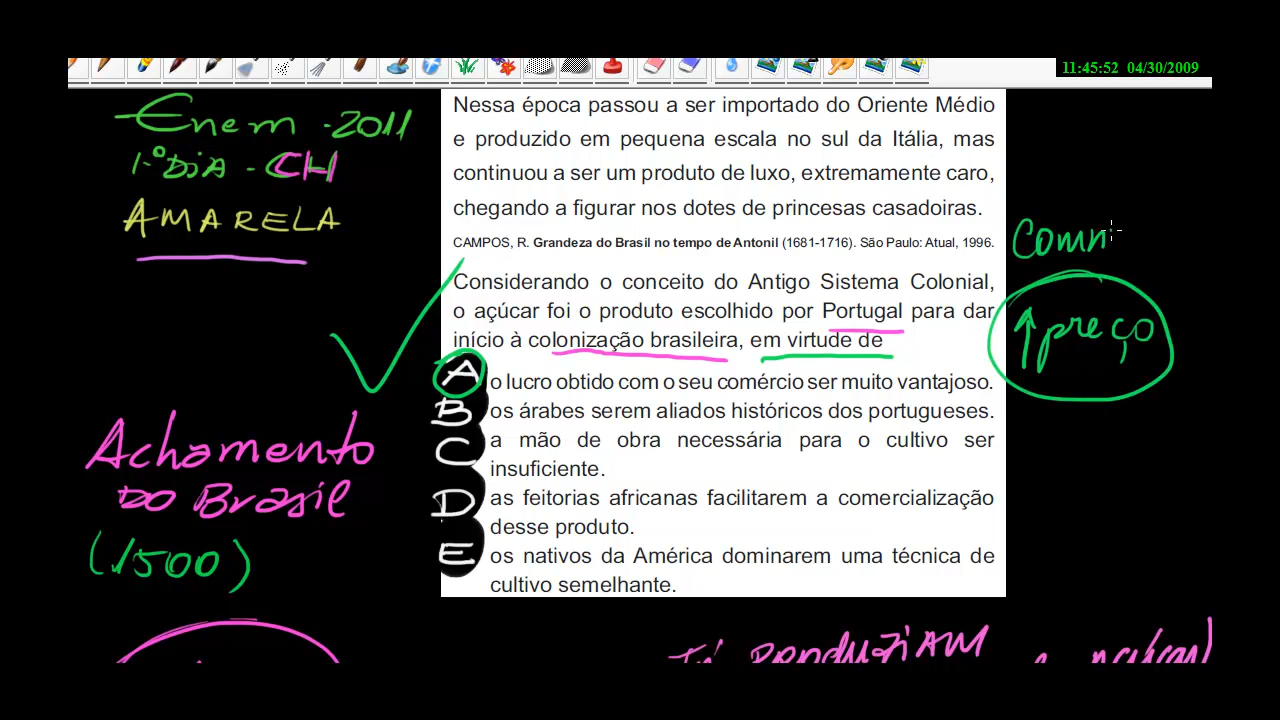 11:45:52 04/30/2009
Enem - 2011
1º DIA - CH
AMARELA
Nessa época passou a ser importado do Oriente Médio
e produzido em pequena escala no sul da Itália, mas
continuou a ser um produto de luxo, extremamente caro,
chegando a figurar nos dotes de princesas casadoiras.
CAMPOS, R. Grandeza do Brasil no tempo de Antonil (1681-1716). São Paulo: Atual, 1996.
Considerando o conceito do Antigo Sistema Colonial,
o açúcar foi o produto escolhido por Portugal para dar
início à colonização brasileira, em virtude de
A o lucro obtido com o seu comércio ser muito vantajoso.
B os árabes serem aliados históricos dos portugueses.
C a mão de obra necessária para o cultivo ser
insuficiente.
D as feitorias africanas facilitarem a comercialização
desse produto.
E os nativos da América dominarem uma técnica de
cultivo semelhante.
preço
Achamento
DO Brasil
(1500)
PRODUZIAM